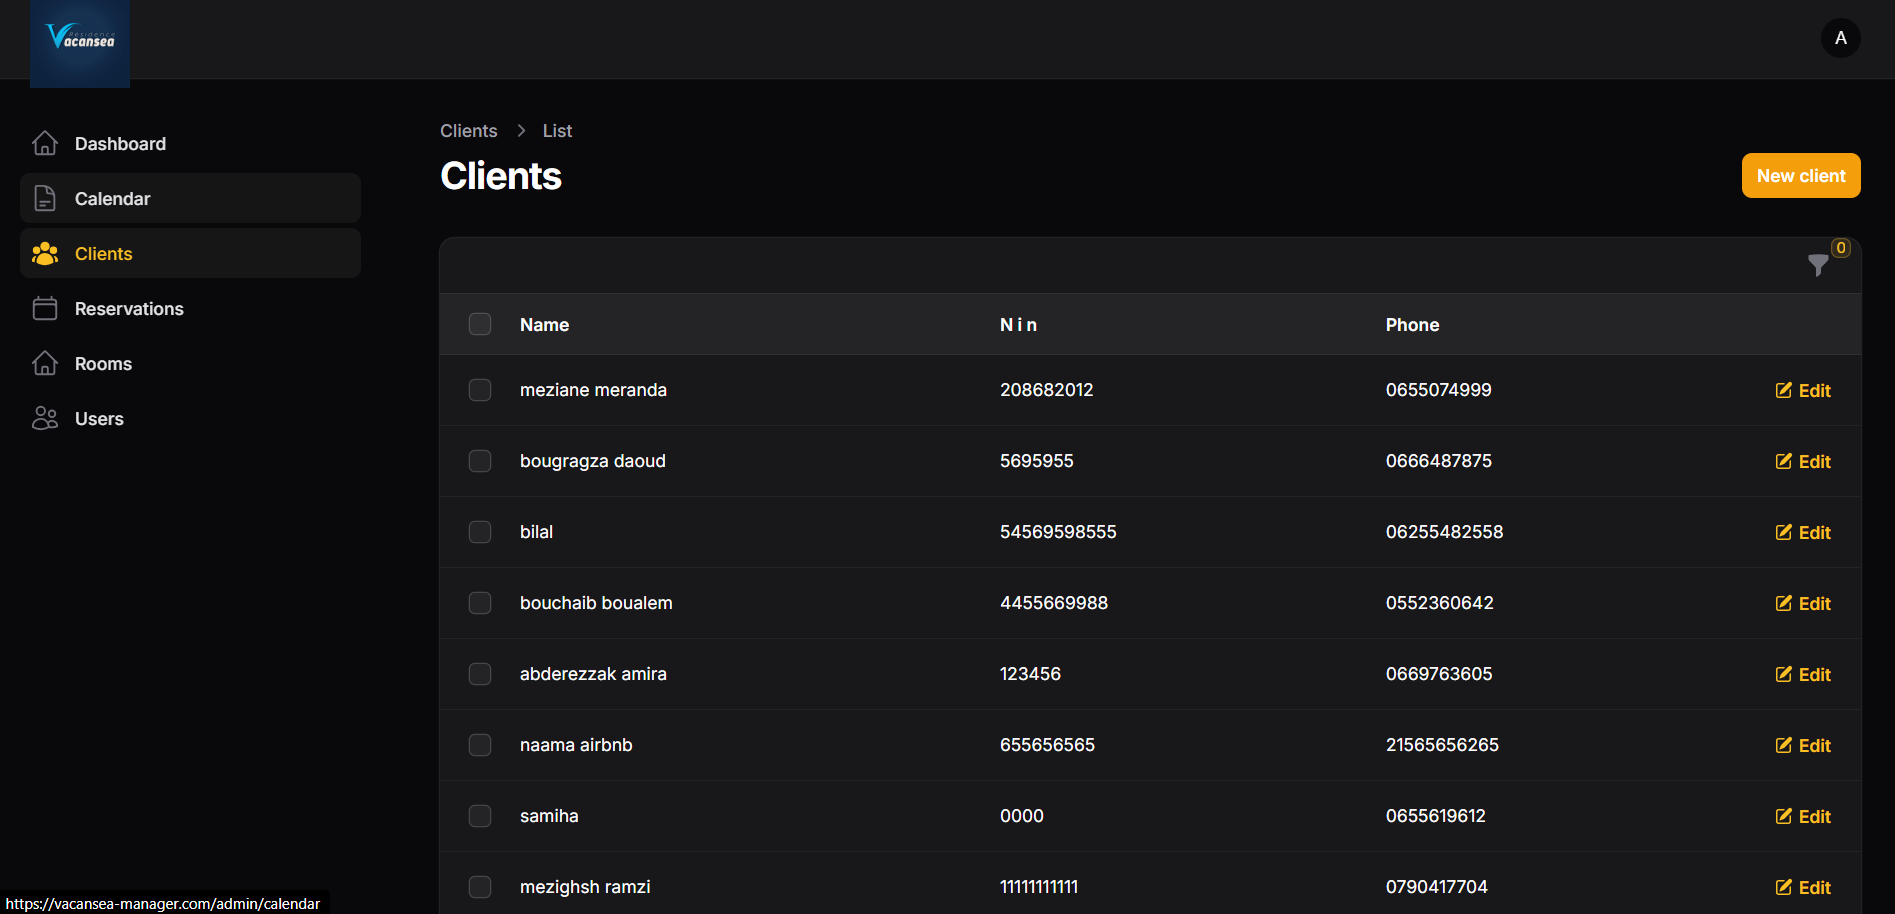 Résidence
Vacansea
A
Dashboard
Calendar
Clients
Reservations
Rooms
Users
Clients > List
Clients
New client
0
Name N i n Phone
meziane meranda 208682012 0655074999 Edit
bougragza daoud 5695955 0666487875 Edit
bilal 54569598555 06255482558 Edit
bouchaib boualem 4455669988 0552360642 Edit
abderezzak amira 123456 0669763605 Edit
naama airbnb 655656565 21565656265 Edit
samiha 0000 0655619612 Edit
mezighsh ramzi 11111111111 0790417704 Edit
https://vacansea-manager.com/admin/calendar